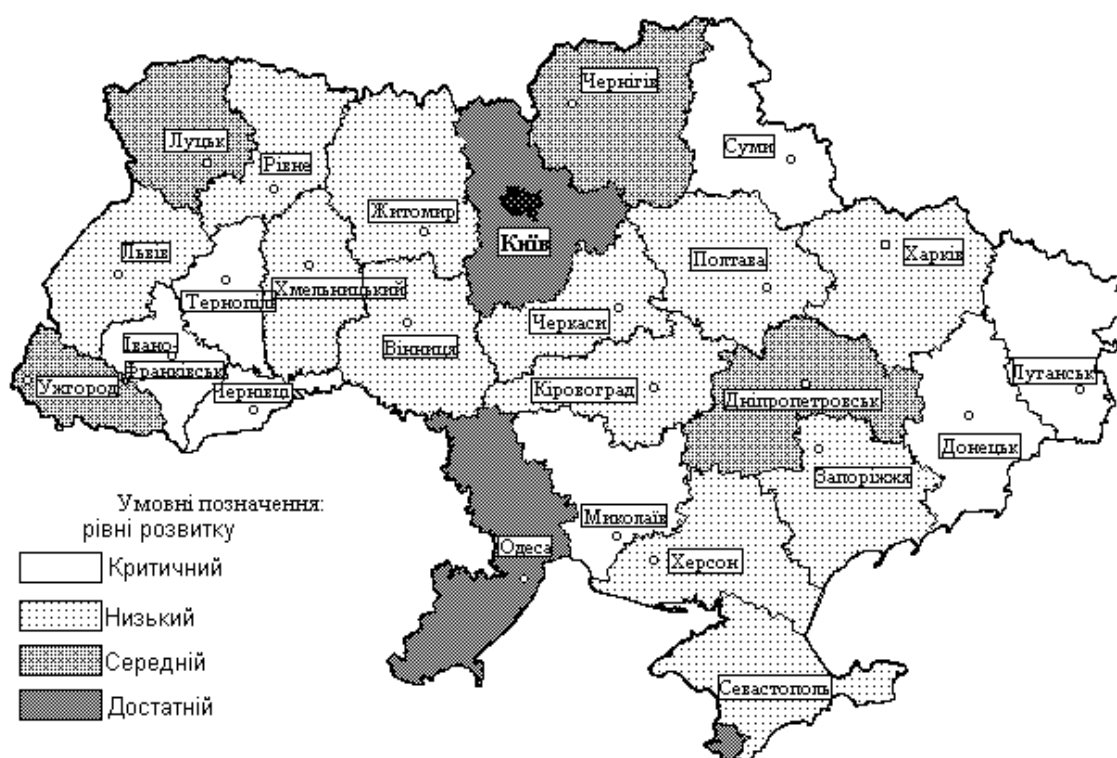 Чернігів
Луцьк
Суми
Рівне
Житомир
Київ
Львів
Полтава
Харків
Тернопіль
Хмельницький
Черкаси
Вінниця
Івано-
Франківськ
Ужгород
Чернівці
Кіровоград
Дніпропетровськ
Луганськ
Донецьк
Запоріжжя
Миколаїв
Одеса
Херсон
Севастополь
Умовні позначення:
рівні розвитку
Критичний
Низький
Середній
Достатній